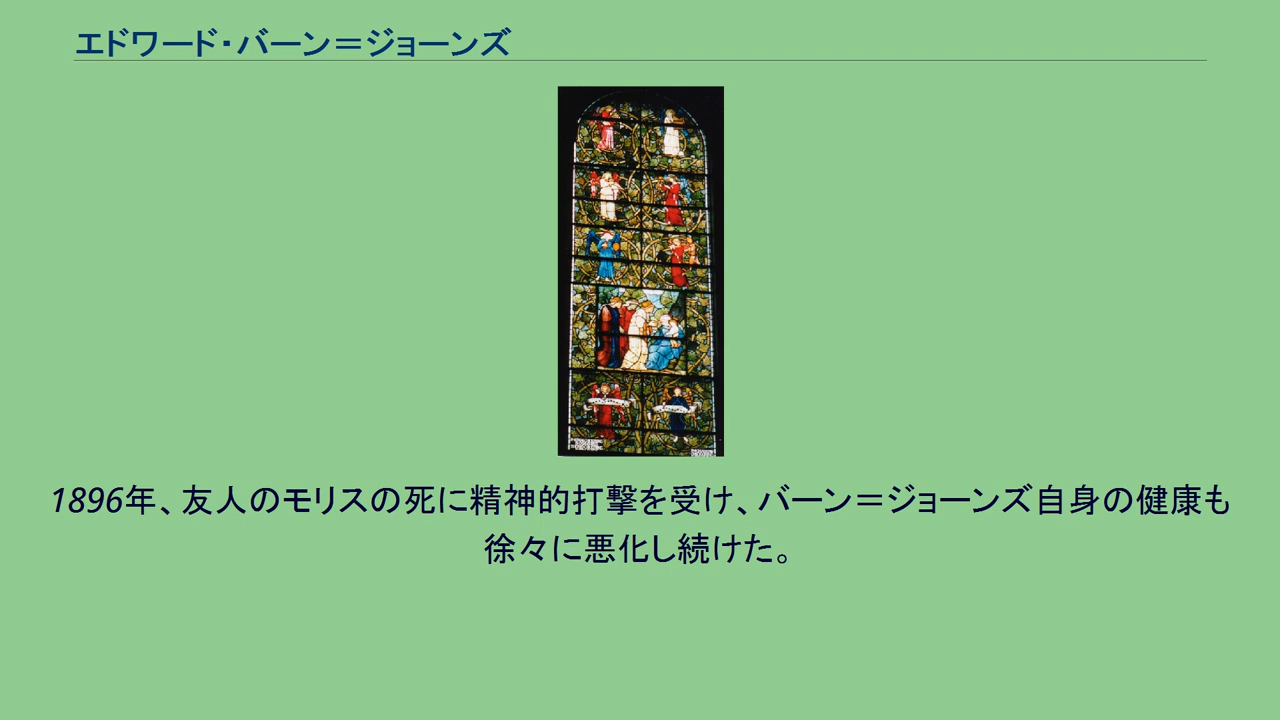 エドワード・バーン＝ジョーンズ
1896年、友人のモリスの死に精神的打撃を受け、バーン＝ジョーンズ自身の健康も
徐々に悪化し続けた。